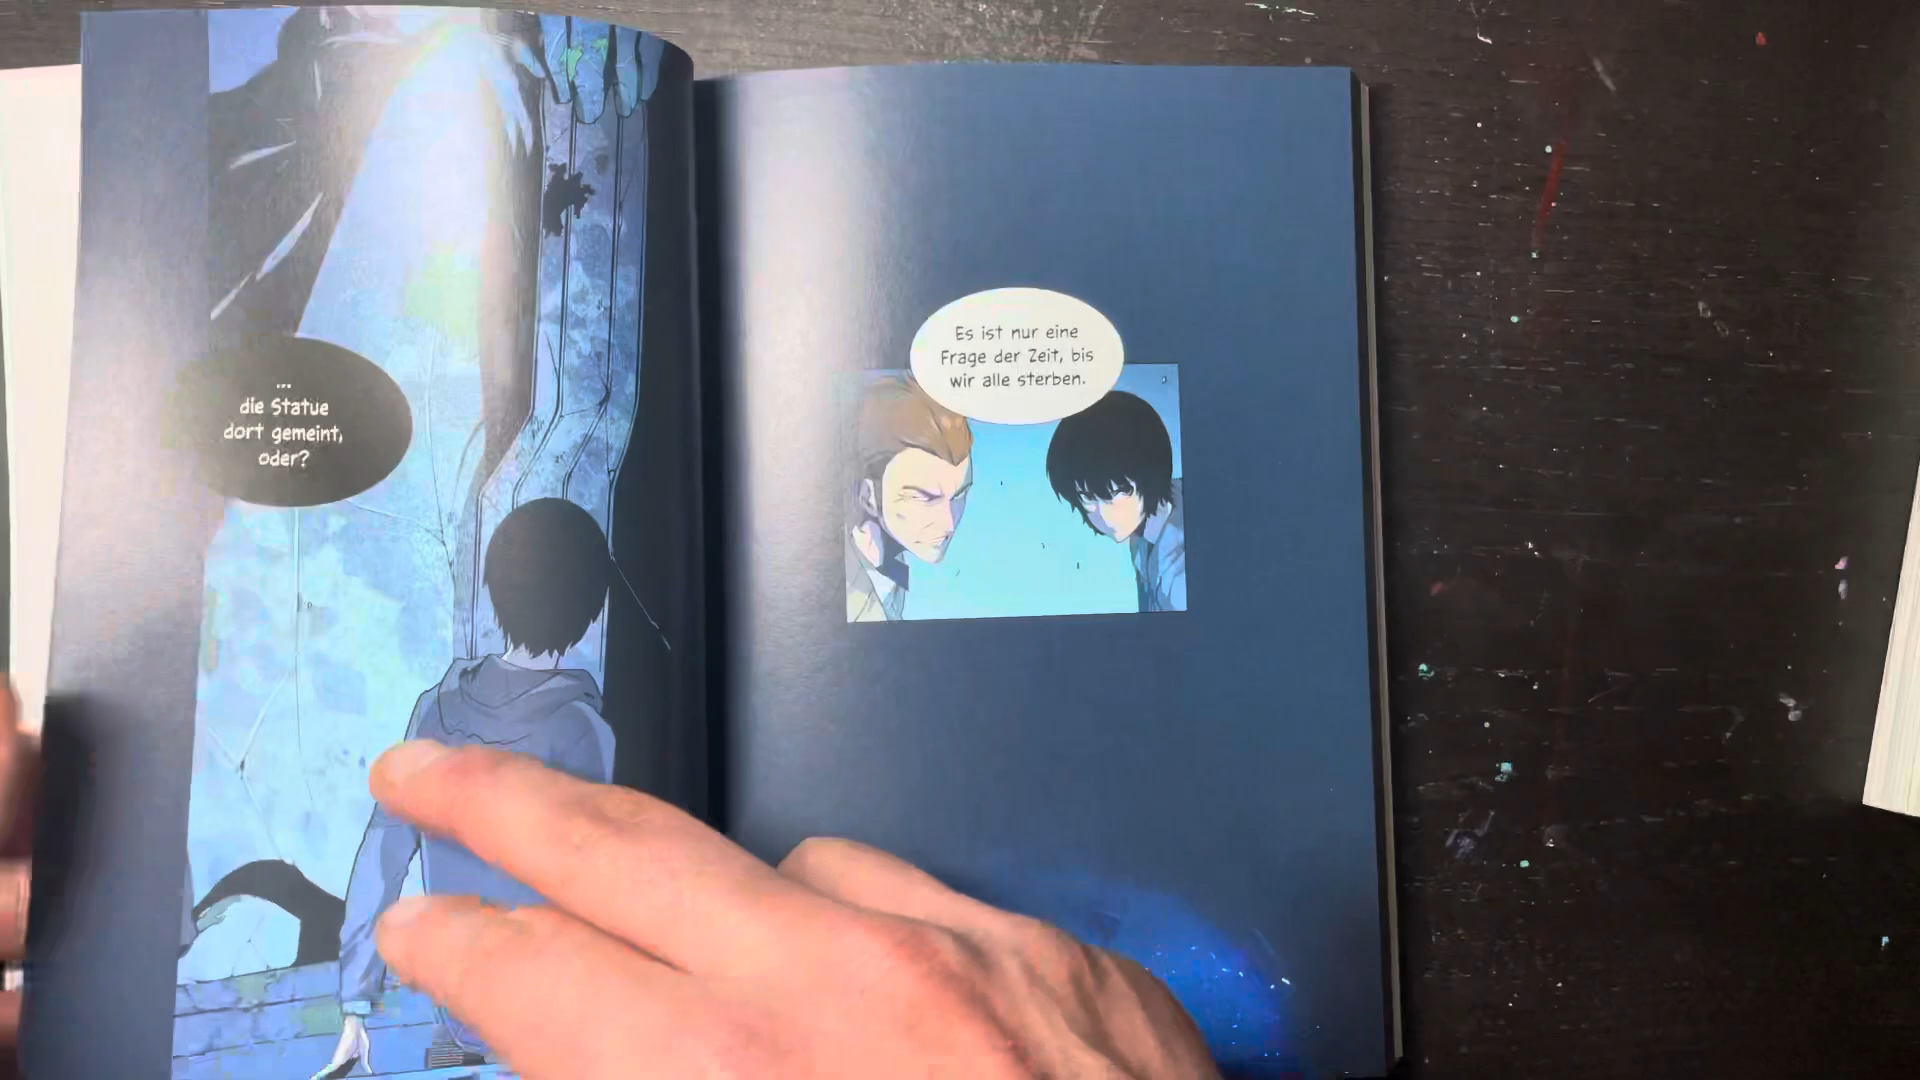 ...
die Statue
dort gemeint,
oder?
Es ist nur eine
Frage der Zeit, bis
wir alle sterben.